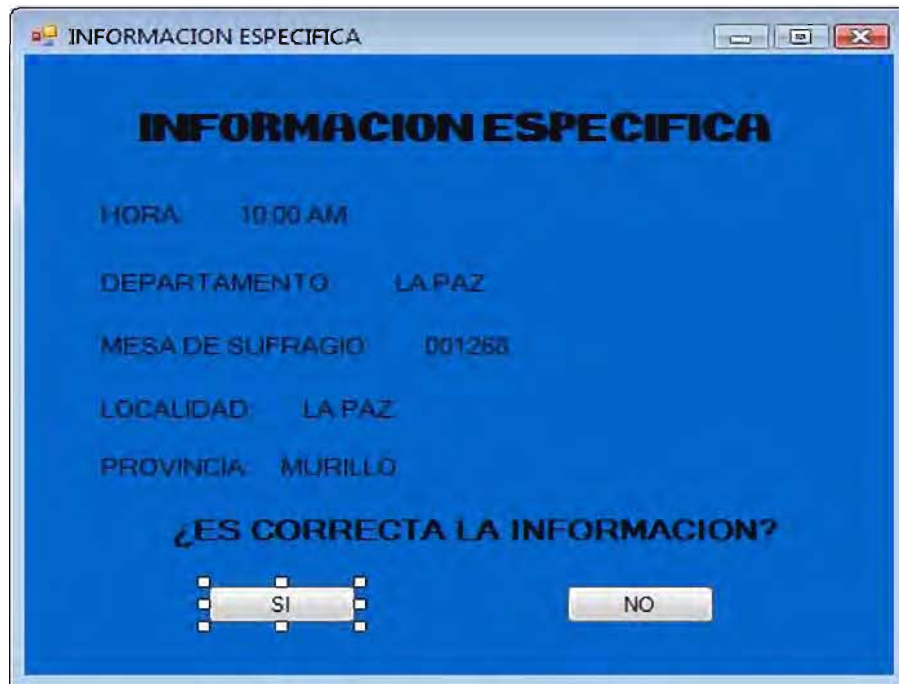 INFORMACION ESPECIFICA
INFORMACION ESPECIFICA
HORA: 10:00 AM
DEPARTAMENTO LA PAZ
MESA DE SUFRAGIO 001268
LOCALIDAD: LA PAZ
PROVINCIA: MURILLO
¿ES CORRECTA LA INFORMACION?
SI NO